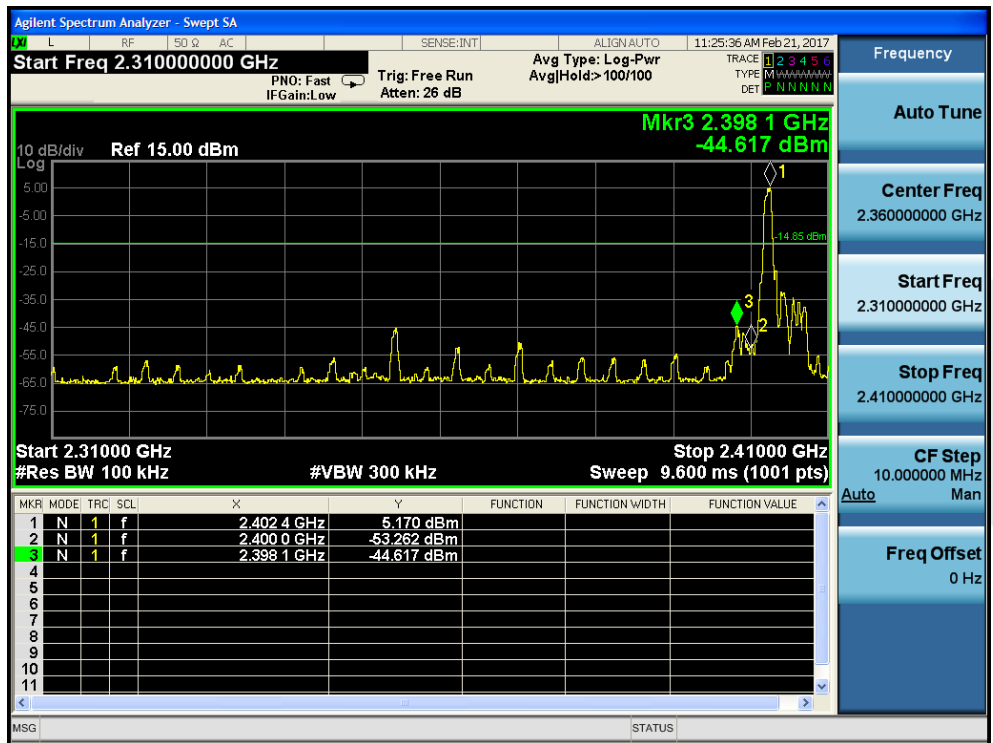 Agilent Spectrum Analyzer - Swept SA
LXI L RF 50 Ω AC SENSE:INT ALIGN AUTO 11:25:36 AM Feb 21, 2017
Start Freq 2.310000000 GHz
PNO: Fast
IFGain:Low
Trig: Free Run
Atten: 26 dB
Avg Type: Log-Pwr
Avg|Hold:>100/100
TRACE 1 2 3 4 5 6
TYPE M
DET P N N N N N
Mkr3 2.398 1 GHz
-44.617 dBm
10 dB/div Ref 15.00 dBm
Log
5.00
-5.00
-15.0
-25.0
-35.0
-45.0
-55.0
-65.0
-75.0
1
-14.85 dBm
3
2
Start 2.31000 GHz Stop 2.41000 GHz
#Res BW 100 kHz #VBW 300 kHz Sweep 9.600 ms (1001 pts)
MKR MODE TRC SCL X Y FUNCTION FUNCTION WIDTH FUNCTION VALUE
1 N 1 f 2.402 4 GHz 5.170 dBm
2 N 1 f 2.400 0 GHz -53.262 dBm
3 N 1 f 2.398 1 GHz -44.617 dBm
4
5
6
7
8
9
10
11
MSG STATUS
Frequency
Auto Tune
Center Freq
2.360000000 GHz
Start Freq
2.310000000 GHz
Stop Freq
2.410000000 GHz
CF Step
10.000000 MHz
Auto Man
Freq Offset
0 Hz